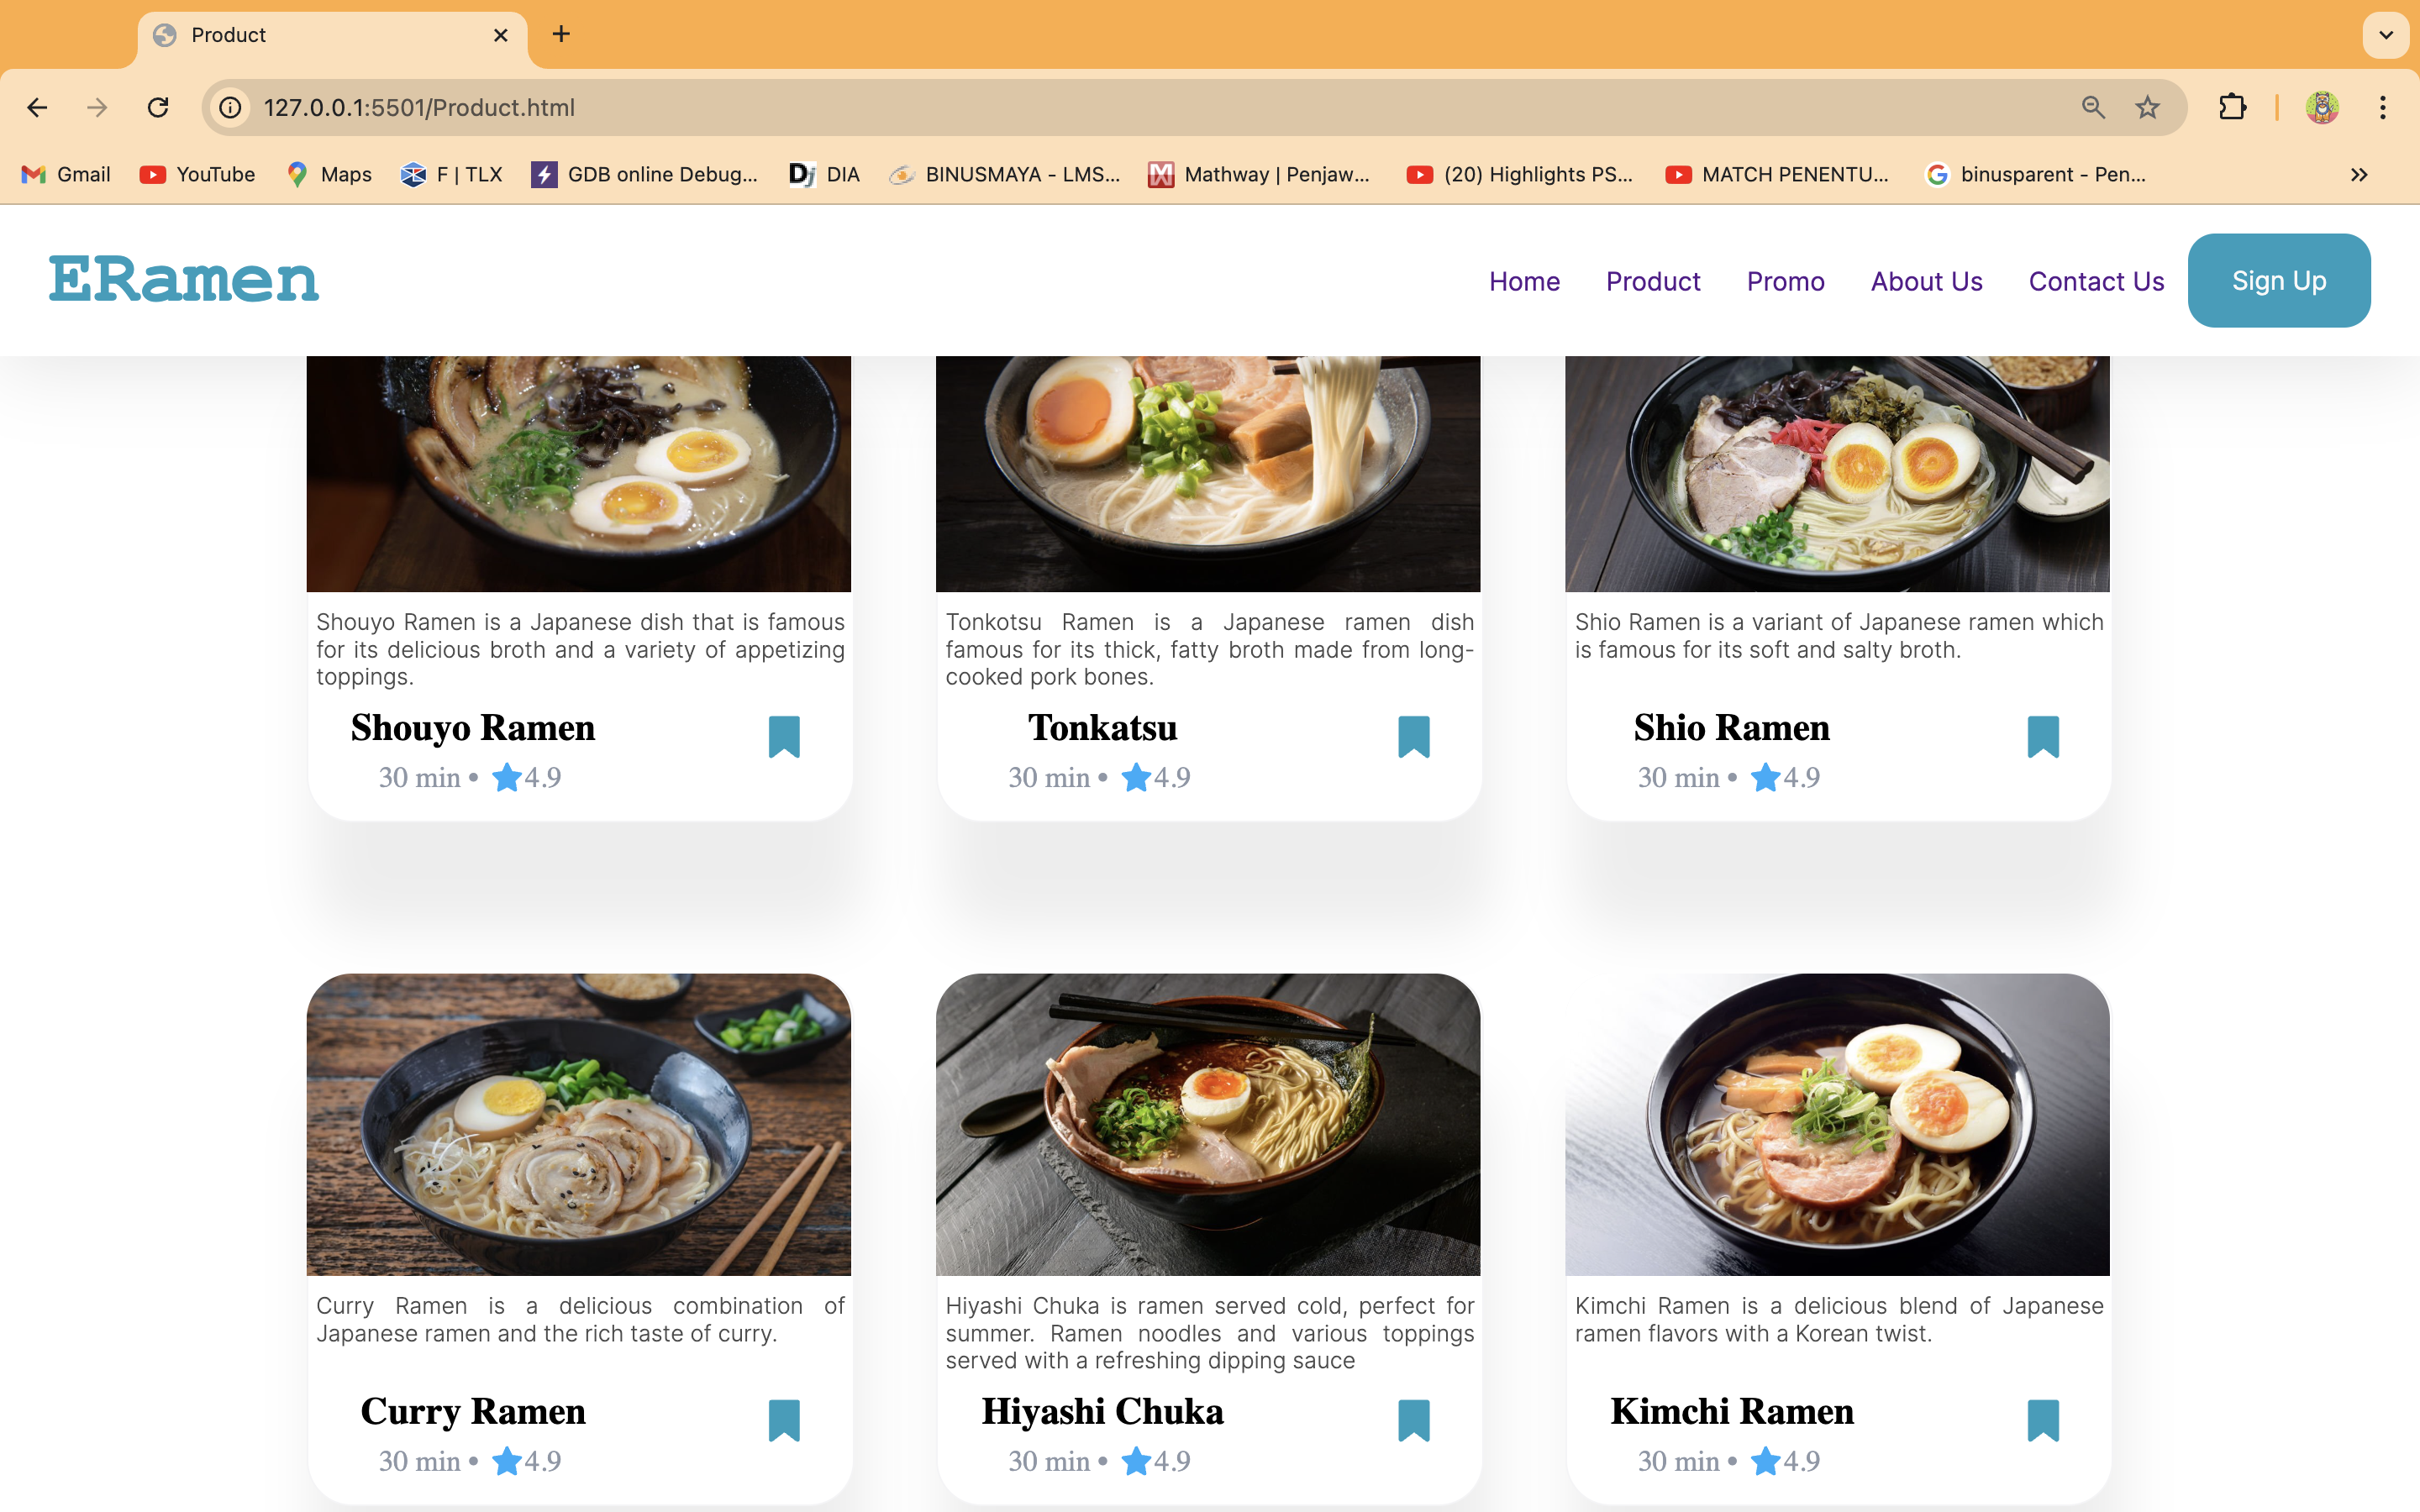 Product
127.0.0.1:5501/Product.html
Gmail YouTube Maps F | TLX GDB online Debug... DIA BINUSMAYA - LMS... Mathway | Penjaw... (20) Highlights PS... MATCH PENENTU... binusparent - Pen...
ERamen
Home Product Promo About Us Contact Us Sign Up
Shouyo Ramen is a Japanese dish that is famous
for its delicious broth and a variety of appetizing
toppings.
Shouyo Ramen
30 min • 4.9
Tonkotsu Ramen is a Japanese ramen dish
famous for its thick, fatty broth made from long-
cooked pork bones.
Tonkatsu
30 min • 4.9
Shio Ramen is a variant of Japanese ramen which
is famous for its soft and salty broth.
Shio Ramen
30 min • 4.9
Curry Ramen is a delicious combination of
Japanese ramen and the rich taste of curry.
Curry Ramen
30 min • 4.9
Hiyashi Chuka is ramen served cold, perfect for
summer. Ramen noodles and various toppings
served with a refreshing dipping sauce
Hiyashi Chuka
30 min • 4.9
Kimchi Ramen is a delicious blend of Japanese
ramen flavors with a Korean twist.
Kimchi Ramen
30 min • 4.9